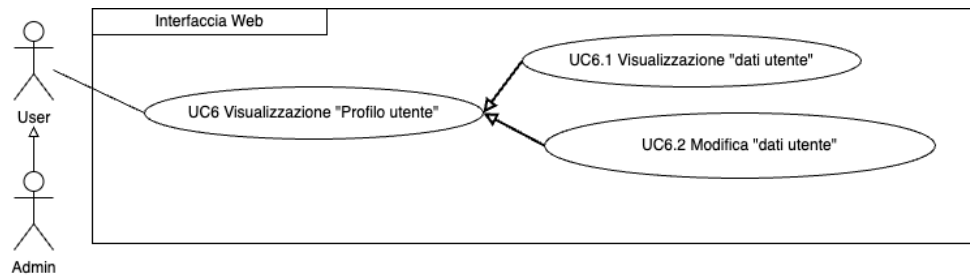 Interfaccia Web
UC6.1 Visualizzazione "dati utente"
UC6 Visualizzazione "Profilo utente"
User
UC6.2 Modifica "dati utente"
Admin